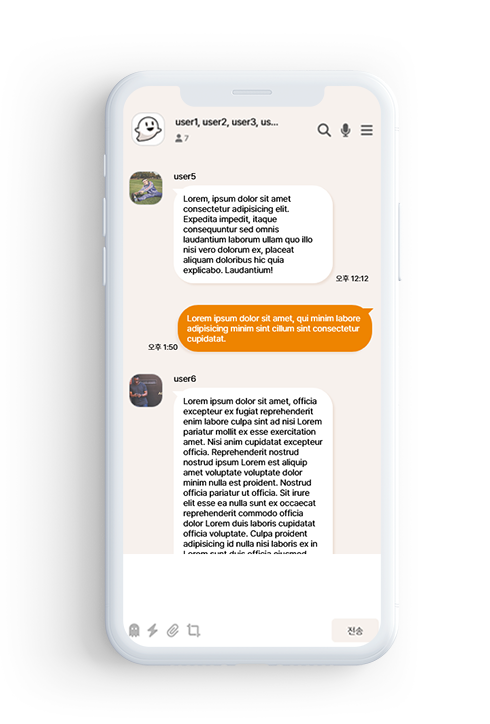 user1, user2, user3, us...
7
user5
Lorem, ipsum dolor sit amet
consectetur adipisicing elit.
Expedita impedit, itaque
consequuntur sed omnis
laudantium laborum ullam quo illo
nisi vero dolorum ex, placeat
aliquam doloribus hic quia
explicabo. Laudantium!
오후 12:12
Lorem ipsum dolor sit amet, qui minim labore
adipisicing minim sint cillum sint consectetur
cupidatat.
오후 1:50
user6
Lorem ipsum dolor sit amet, officia
excepteur ex fugiat reprehenderit
enim labore culpa sint ad nisi Lorem
pariatur mollit ex esse exercitation
amet. Nisi anim cupidatat excepteur
officia. Reprehenderit nostrud
nostrud ipsum Lorem est aliquip
amet voluptate voluptate dolor
minim nulla est proident. Nostrud
officia pariatur ut officia. Sit irure
elit esse ea nulla sunt ex occaecat
reprehenderit commodo officia
dolor Lorem duis laboris cupidatat
officia voluptate. Culpa proident
adipisicing id nulla nisi laboris ex in
Lorem sunt duis officia eiusmod
전송